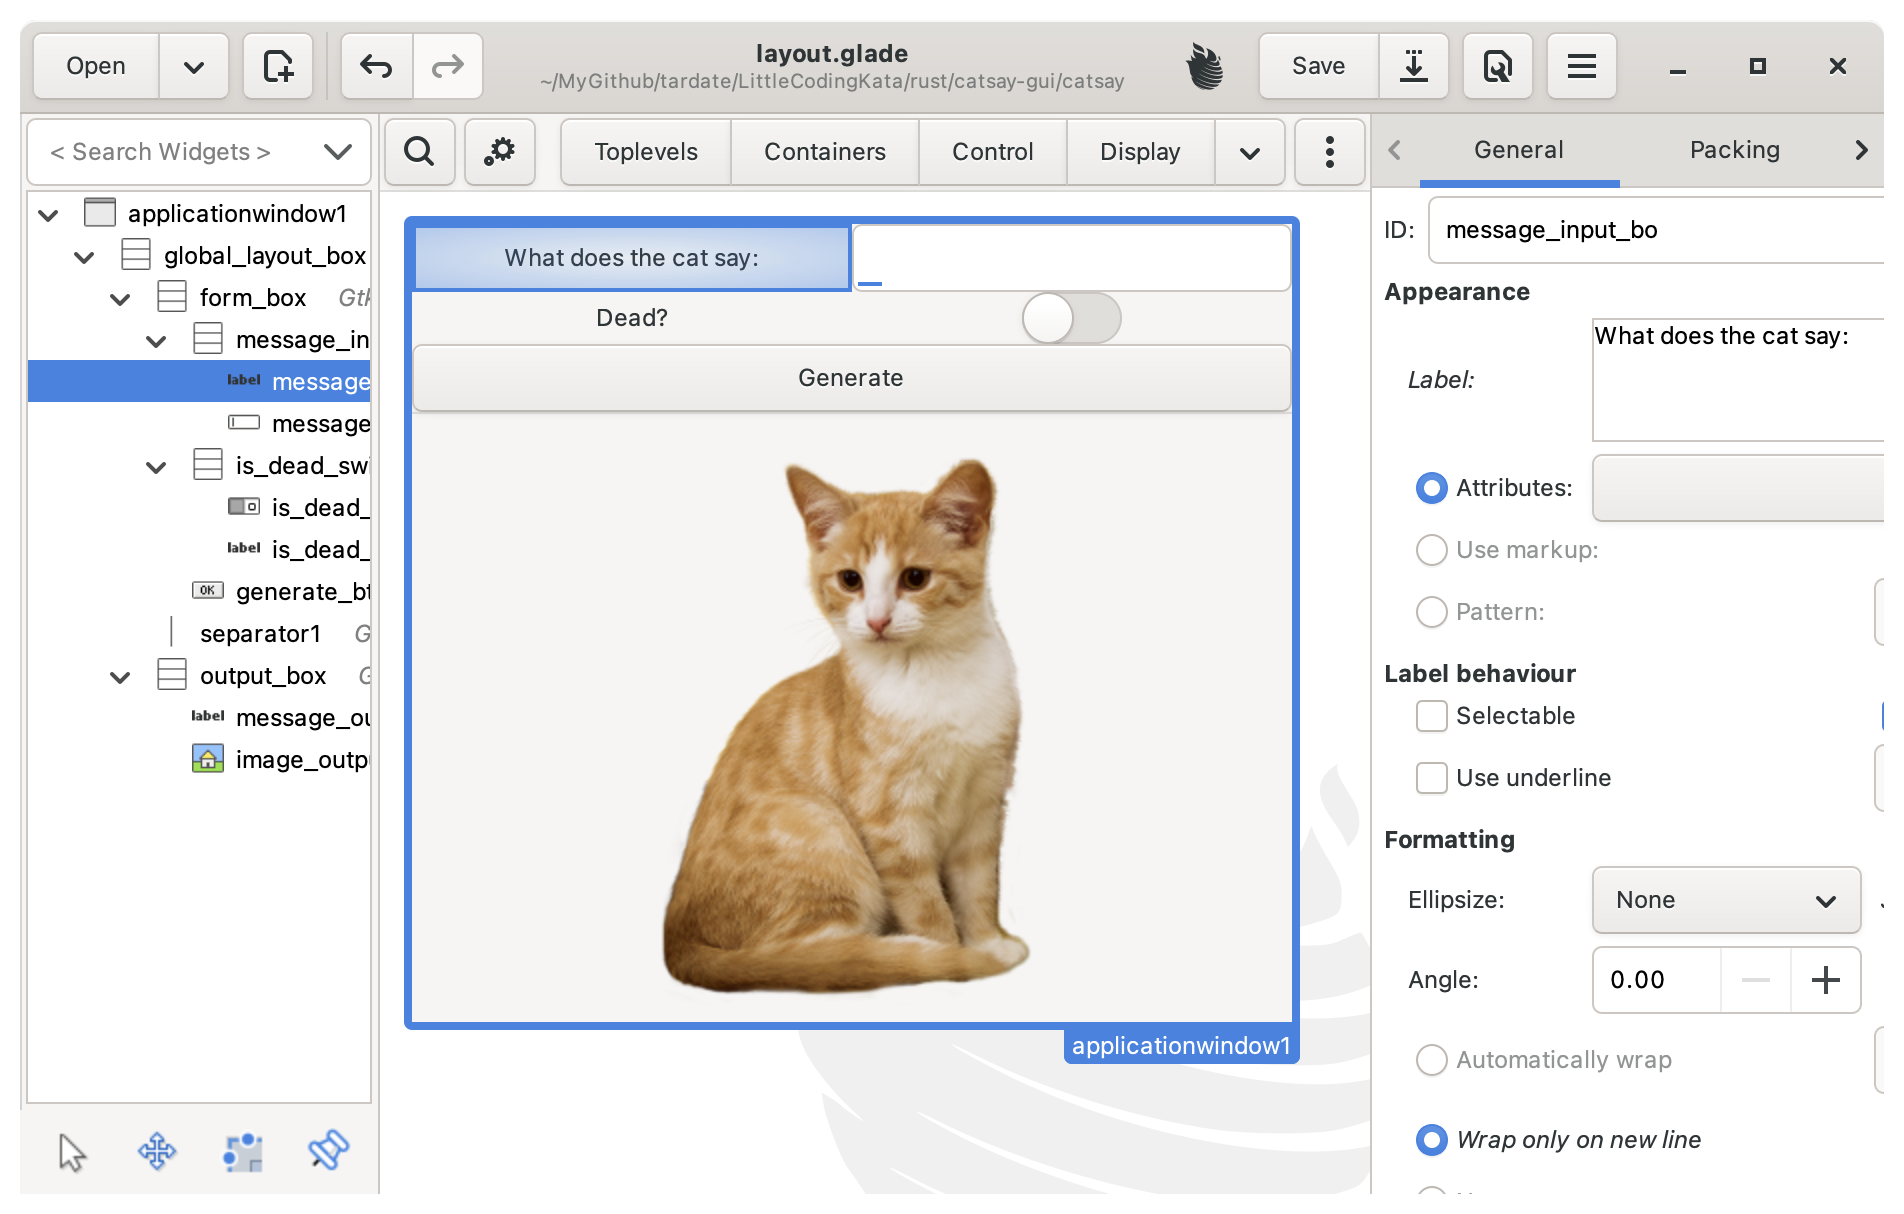 Open
layout.glade
~/MyGithub/tardate/LittleCodingKata/rust/catsay-gui/catsay
Save
< Search Widgets >
Toplevels
Containers
Control
Display
General
Packing
applicationwindow1
global_layout_box
form_box Gtk
message_in
label message
message
is_dead_swi
is_dead_
label is_dead_
OK generate_bt
separator1 G
output_box G
label message_ou
image_outp
What does the cat say:
Dead?
Generate
applicationwindow1
ID: message_input_bo
Appearance
Label: What does the cat say:
Attributes:
Use markup:
Pattern:
Label behaviour
Selectable
Use underline
Formatting
Ellipsize: None
Angle: 0.00
Automatically wrap
Wrap only on new line